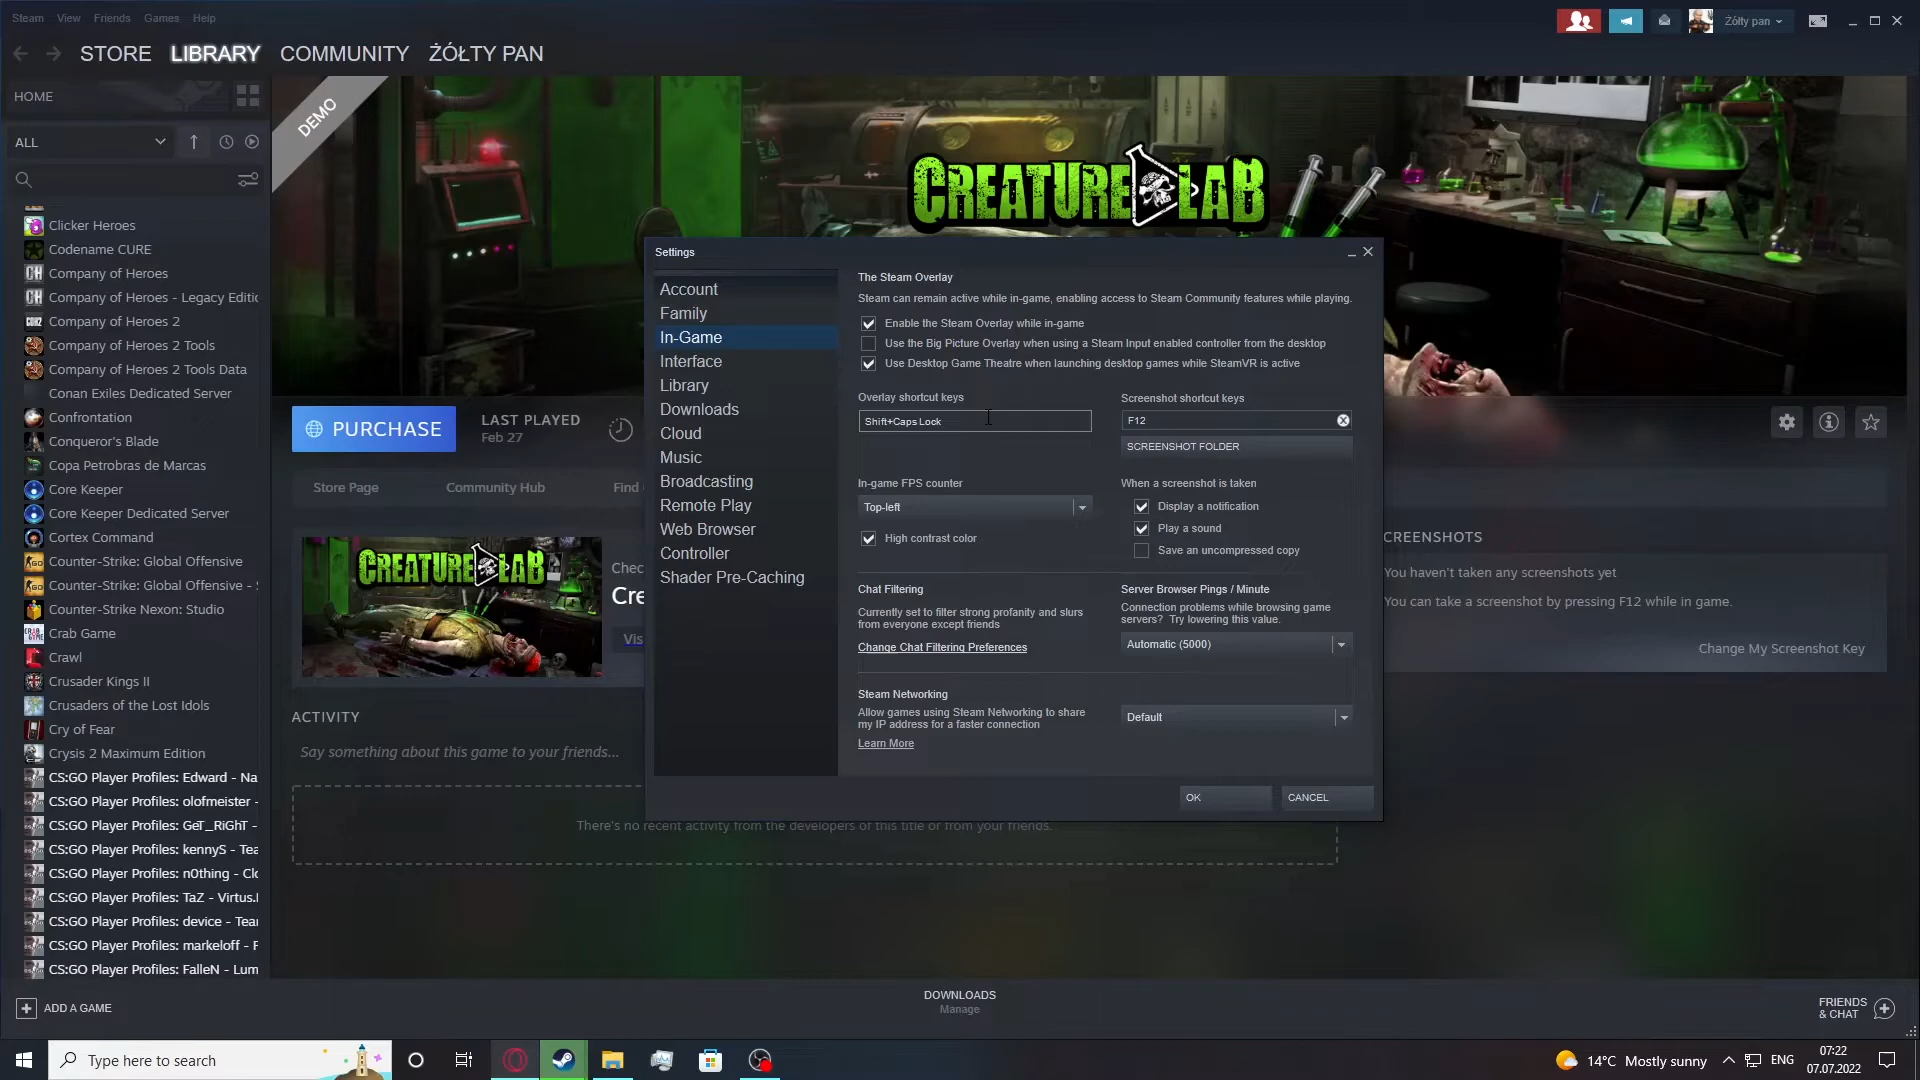 Steam View Friends Games Help
Żółty pan
STORE LIBRARY COMMUNITY ŻÓŁTY PAN
HOME
ALL
Clicker Heroes
Codename CURE
Company of Heroes
Company of Heroes - Legacy Editic
Company of Heroes 2
Company of Heroes 2 Tools
Company of Heroes 2 Tools Data
Conan Exiles Dedicated Server
Confrontation
Conqueror's Blade
Copa Petrobras de Marcas
Core Keeper
Core Keeper Dedicated Server
Cortex Command
Counter-Strike: Global Offensive
Counter-Strike: Global Offensive -
Counter-Strike Nexon: Studio
Crab Game
Crawl
Crusader Kings II
Crusaders of the Lost Idols
Cry of Fear
Crysis 2 Maximum Edition
CS:GO Player Profiles: Edward - Na
CS:GO Player Profiles: olofmeister -
CS:GO Player Profiles: GeT_RiGhT -
CS:GO Player Profiles: kennyS - Tea
CS:GO Player Profiles: n0thing - Clo
CS:GO Player Profiles: TaZ - Virtus.
CS:GO Player Profiles: device - Tear
CS:GO Player Profiles: markeloff - F
CS:GO Player Profiles: FalleN - Lum
ADD A GAME
DEMO
CREATURE LAB
PURCHASE
LAST PLAYED
Feb 27
Store Page Community Hub Find
CREATURE LAB
Chec
Cre
Vis
ACTIVITY
Say something about this game to your friends...
There's no recent activity from the developers of this title or from your friends.
Settings
Account
Family
In-Game
Interface
Library
Downloads
Cloud
Music
Broadcasting
Remote Play
Web Browser
Controller
Shader Pre-Caching
The Steam Overlay
Steam can remain active while in-game, enabling access to Steam Community features while playing.
Enable the Steam Overlay while in-game
Use the Big Picture Overlay when using a Steam Input enabled controller from the desktop
Use Desktop Game Theatre when launching desktop games while SteamVR is active
Overlay shortcut keys
Shift+Caps Lock
Screenshot shortcut keys
F12
SCREENSHOT FOLDER
In-game FPS counter
Top-left
High contrast color
When a screenshot is taken
Display a notification
Play a sound
Save an uncompressed copy
Chat Filtering
Currently set to filter strong profanity and slurs
from everyone except friends
Change Chat Filtering Preferences
Server Browser Pings / Minute
Connection problems while browsing game
servers? Try lowering this value.
Automatic (5000)
Steam Networking
Allow games using Steam Networking to share
my IP address for a faster connection
Learn More
Default
OK
CANCEL
CREENSHOTS
You haven't taken any screenshots yet
You can take a screenshot by pressing F12 while in game.
Change My Screenshot Key
DOWNLOADS
Manage
FRIENDS
& CHAT
Type here to search
14°C Mostly sunny
ENG
07:22
07.07.2022